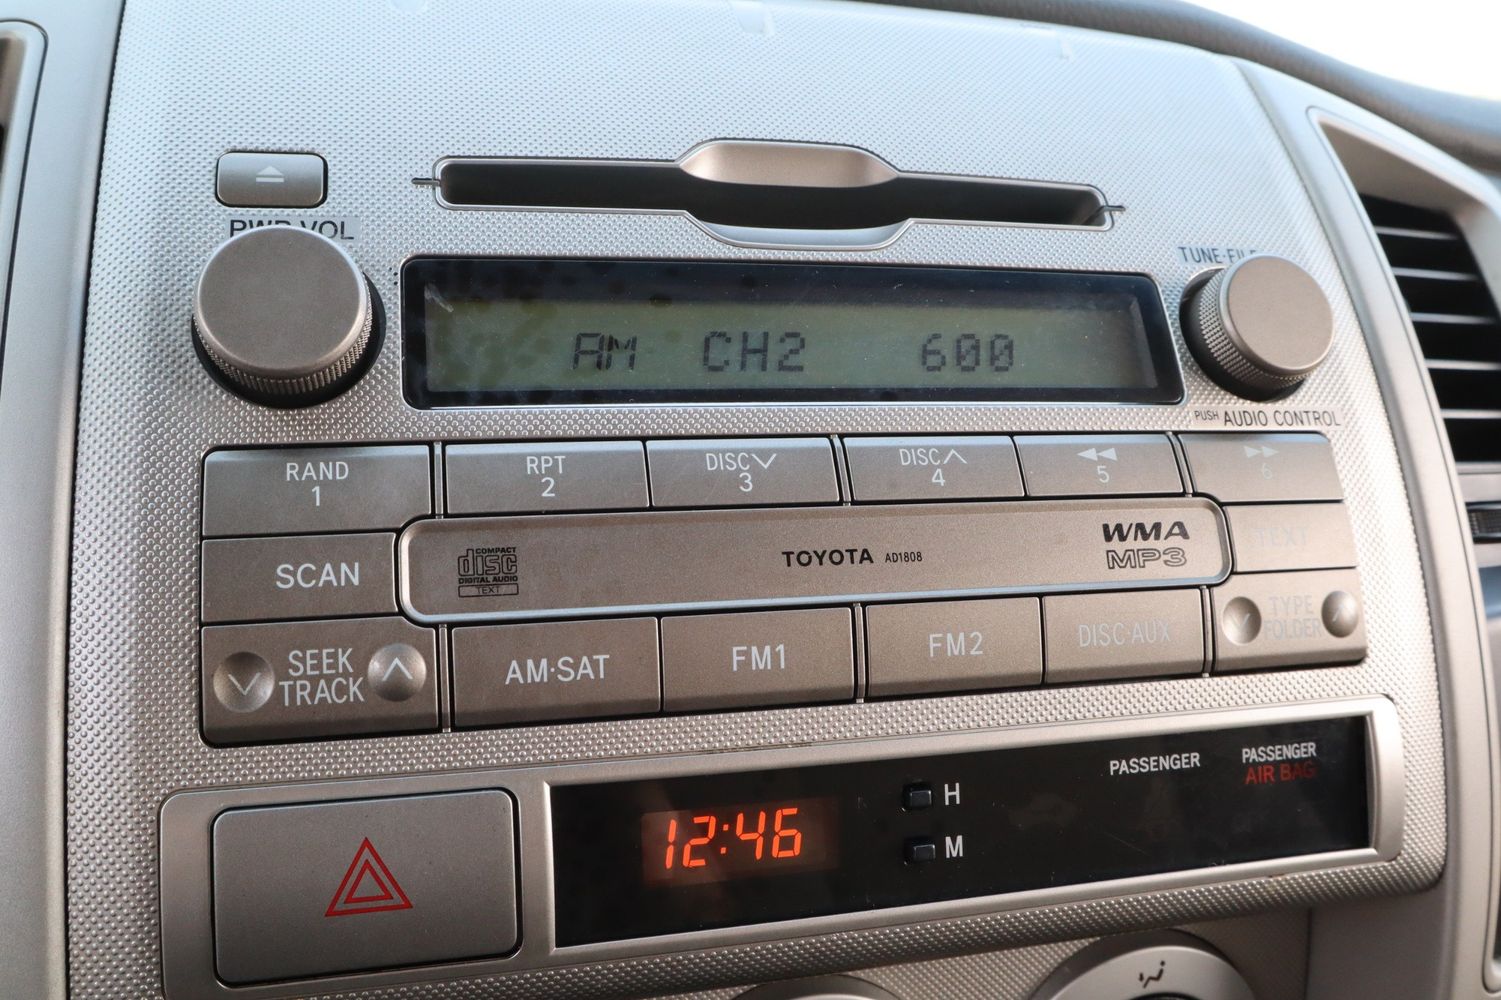 PWR·VOL
TUNE·FILE
AM CH2 600
PUSH AUDIO CONTROL
RAND
1
RPT
2
DISC
3
DISC
4
5
6
COMPACT
disc
DIGITAL AUDIO
TEXT
TOYOTA AD1808
WMA
MP3
TEXT
SCAN
SEEK
TRACK
AM·SAT
FM1
FM2
DISC·AUX
TYPE
FOLDER
12:46
H
M
PASSENGER
PASSENGER
AIR BAG